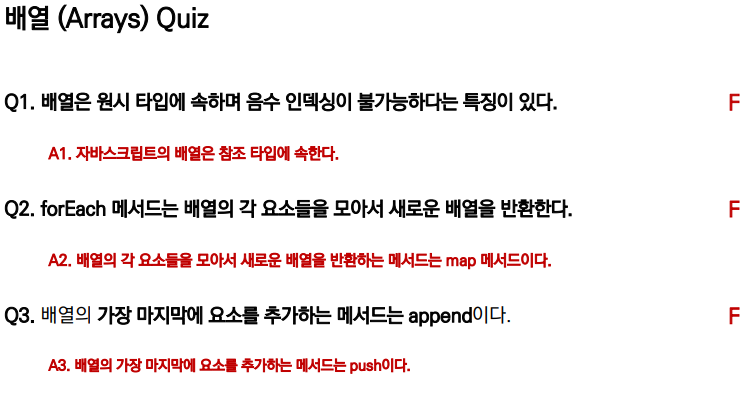 배열 (Arrays) Quiz
Q1. 배열은 원시 타입에 속하며 음수 인덱싱이 불가능하다는 특징이 있다. F
A1. 자바스크립트의 배열은 참조 타입에 속한다.
Q2. forEach 메서드는 배열의 각 요소들을 모아서 새로운 배열을 반환한다. F
A2. 배열의 각 요소들을 모아서 새로운 배열을 반환하는 메서드는 map 메서드이다.
Q3. 배열의 가장 마지막에 요소를 추가하는 메서드는 append이다. F
A3. 배열의 가장 마지막에 요소를 추가하는 메서드는 push이다.